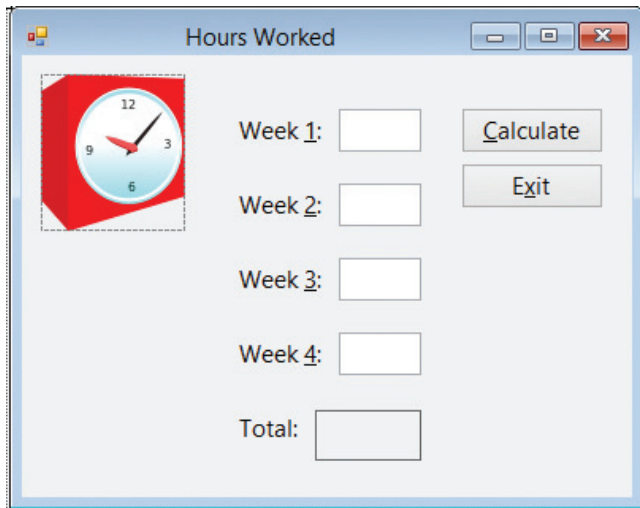 Hours Worked
12
9
3
6
Week 1:
Calculate
Week 2:
Exit
Week 3:
Week 4:
Total: